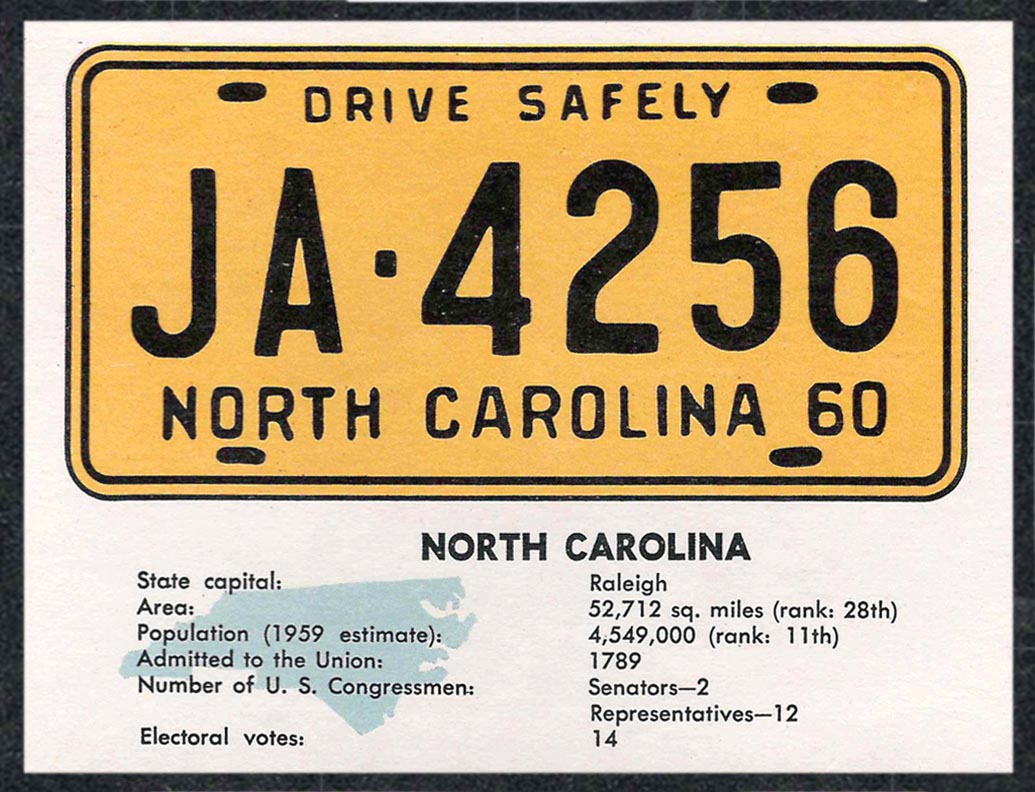 DRIVE SAFELY
JA·4256
NORTH CAROLINA 60
NORTH CAROLINA
State capital: Raleigh
Area: 52,712 sq. miles (rank: 28th)
Population (1959 estimate): 4,549,000 (rank: 11th)
Admitted to the Union: 1789
Number of U. S. Congressmen: Senators—2
Representatives—12
Electoral votes: 14